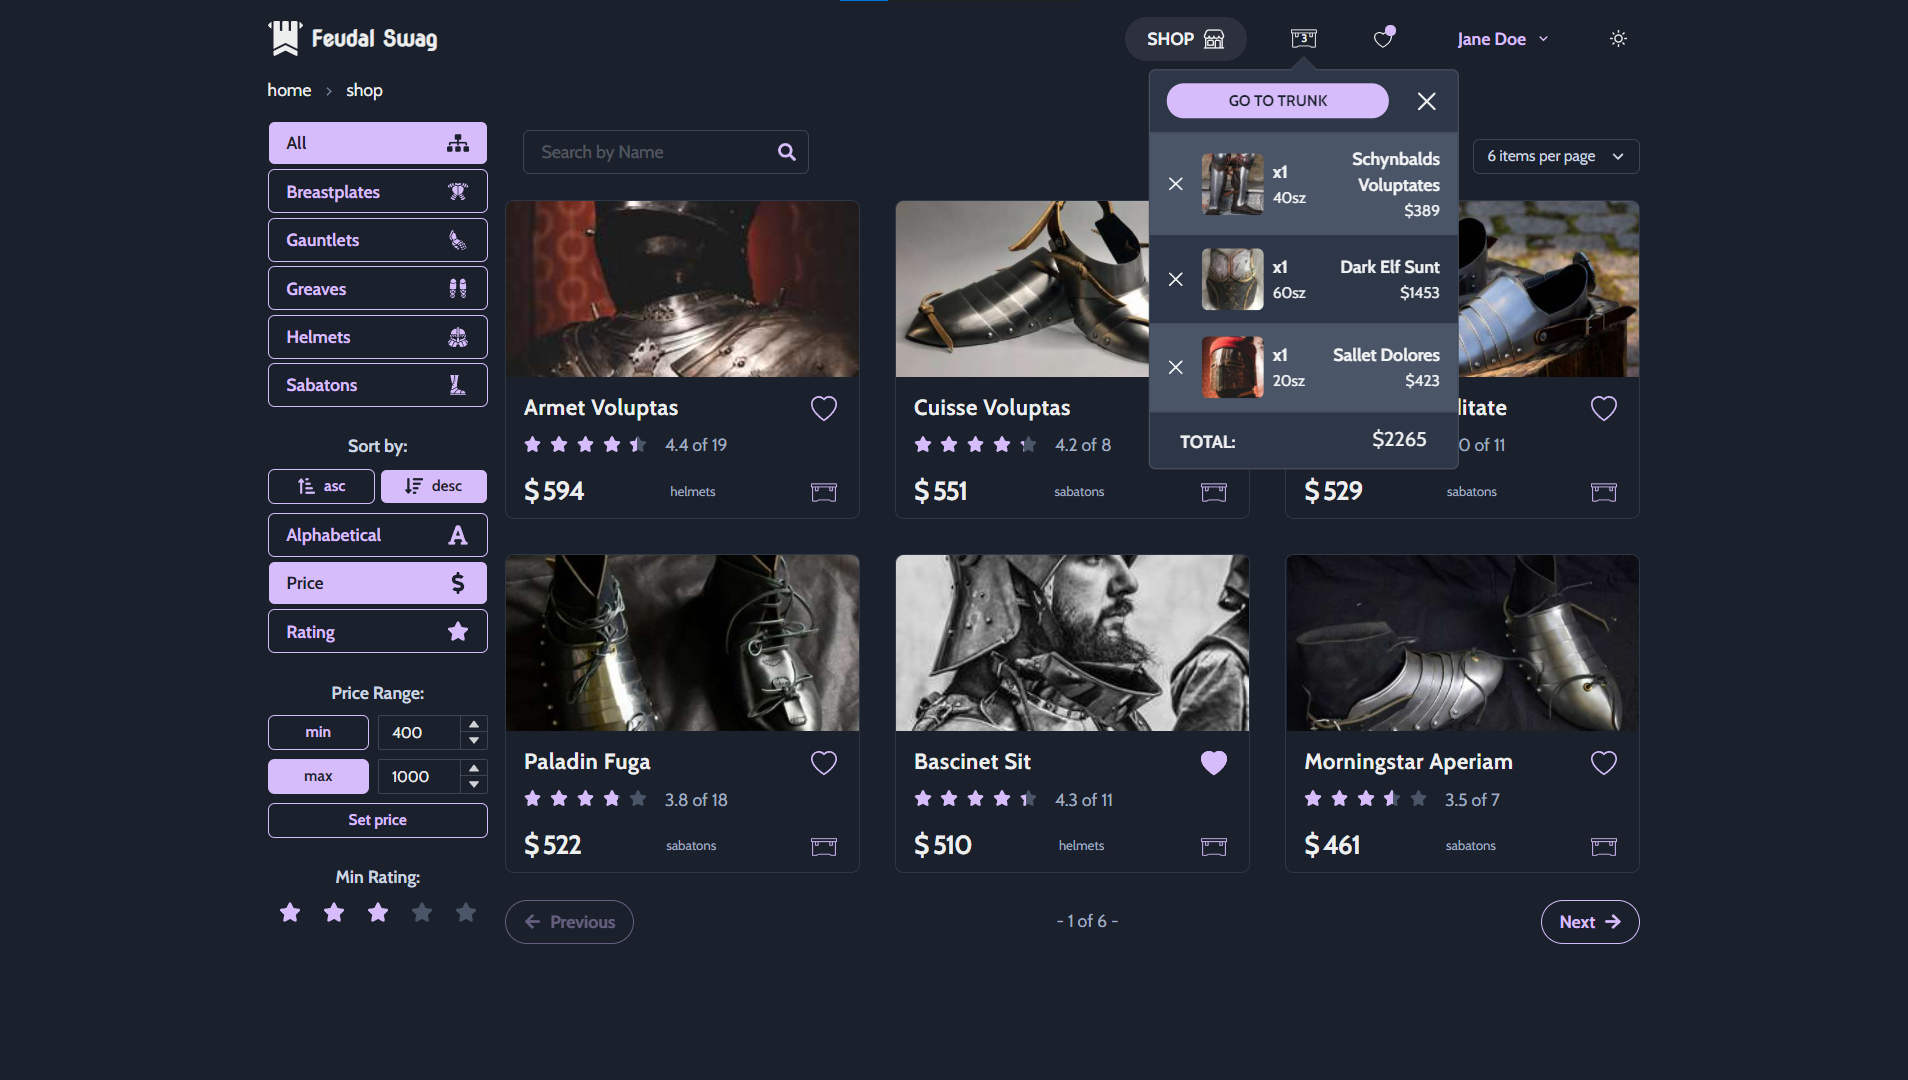 Feudal Swag
SHOP
3
Jane Doe
home > shop
GO TO TRUNK
All
Search by Name
6 items per page
x1
40sz
Schynbalds
Voluptates
$389
Breastplates
Gauntlets
x1
60sz
Dark Elf Sunt
$1453
Greaves
Helmets
x1
20sz
Sallet Dolores
$423
Sabatons
TOTAL:
$2265
Armet Voluptas
4.4 of 19
$594
helmets
Cuisse Voluptas
4.2 of 8
$551
sabatons
litate
0 of 11
$529
sabatons
Sort by:
asc
desc
Alphabetical
A
Price
$
Rating
Price Range:
min
400
max
1000
Set price
Min Rating:
Paladin Fuga
3.8 of 18
$522
sabatons
Bascinet Sit
4.3 of 11
$510
helmets
Morningstar Aperiam
3.5 of 7
$461
sabatons
Previous
- 1 of 6 -
Next